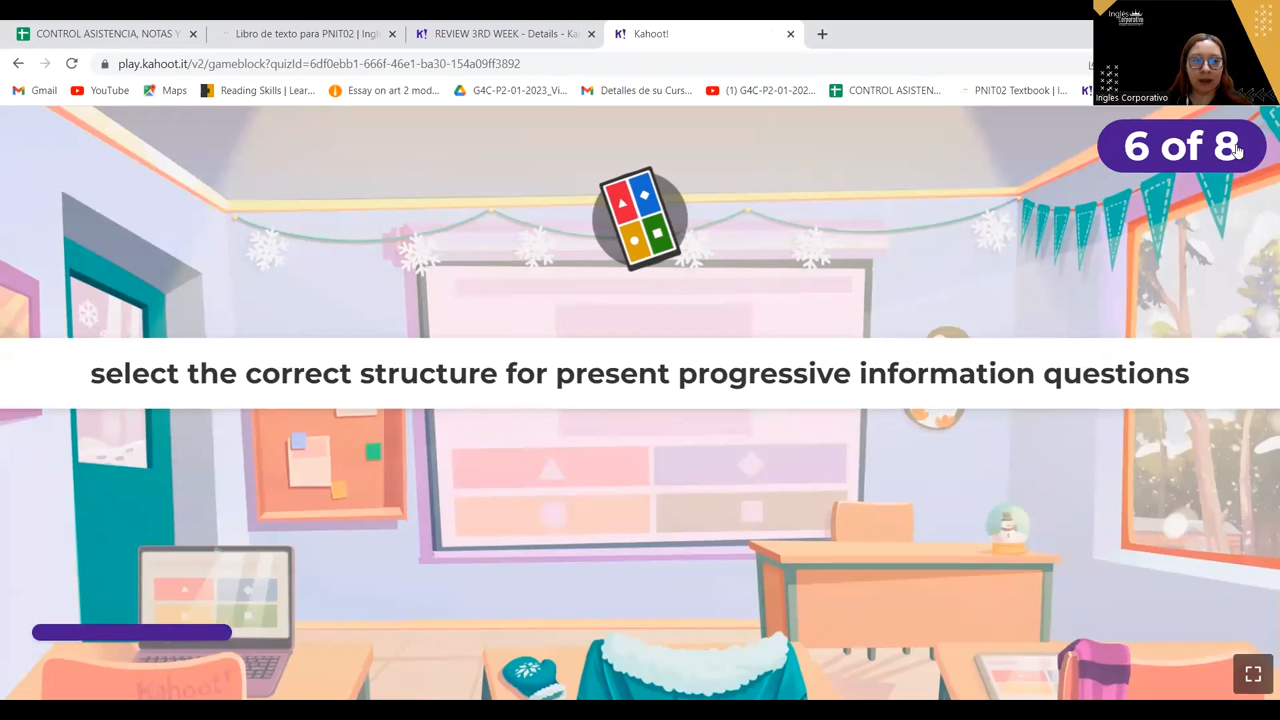 CONTROL ASISTENCIA, NOTAS Y
Libro de texto para PNIT02 | Ingl
REVIEW 3RD WEEK - Details - Ka
Kahoot!
play.kahoot.it/v2/gameblock?quizId=6df0ebb1-666f-46e1-ba30-154a09ff3892
Gmail
YouTube
Maps
Reading Skills | Lear...
Essay on art 2 mod...
G4C-P2-01-2023_Vi...
Detalles de su Curs...
(1) G4C-P2-01-202...
CONTROL ASISTEN...
PNIT02 Textbook | I...
Inglés
Corporativo
Ingles Corporativo
6 of 8
select the correct structure for present progressive information questions
Kahoot!